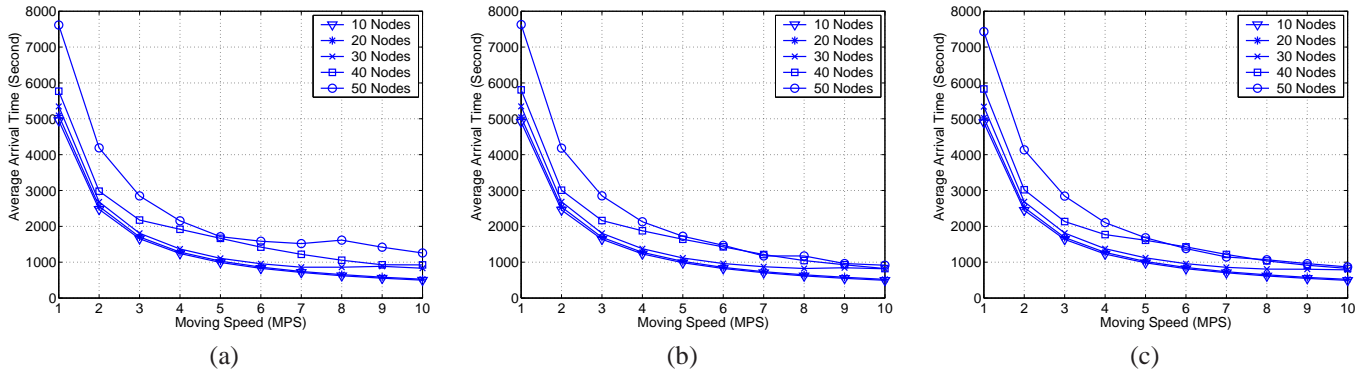 8000
7000
6000
5000
4000
3000
2000
1000
0
Average Arrival Time (Second)
10 Nodes
20 Nodes
30 Nodes
40 Nodes
50 Nodes
1 2 3 4 5 6 7 8 9 10
Moving Speed (MPS)
(a)
8000
7000
6000
5000
4000
3000
2000
1000
0
Average Arrival Time (Second)
10 Nodes
20 Nodes
30 Nodes
40 Nodes
50 Nodes
1 2 3 4 5 6 7 8 9 10
Moving Speed (MPS)
(b)
8000
7000
6000
5000
4000
3000
2000
1000
0
Average Arrival Time (Second)
10 Nodes
20 Nodes
30 Nodes
40 Nodes
50 Nodes
1 2 3 4 5 6 7 8 9 10
Moving Speed (MPS)
(c)